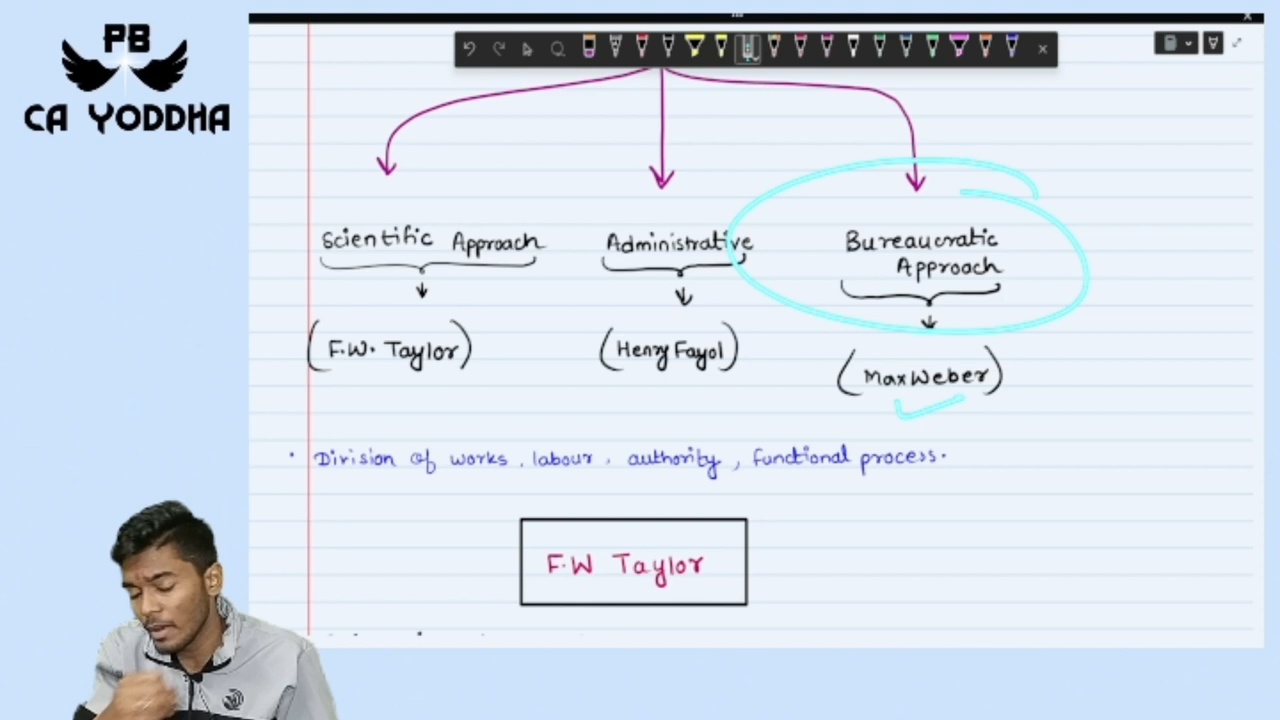 PB
CA YODDHA
Scientific Approach
Administrative
Bureaucratic
Approach
(F.W. Taylor)
(Henry Fayol)
(Max Weber)
· Division of works, labour, authority, functional process.
F.W Taylor